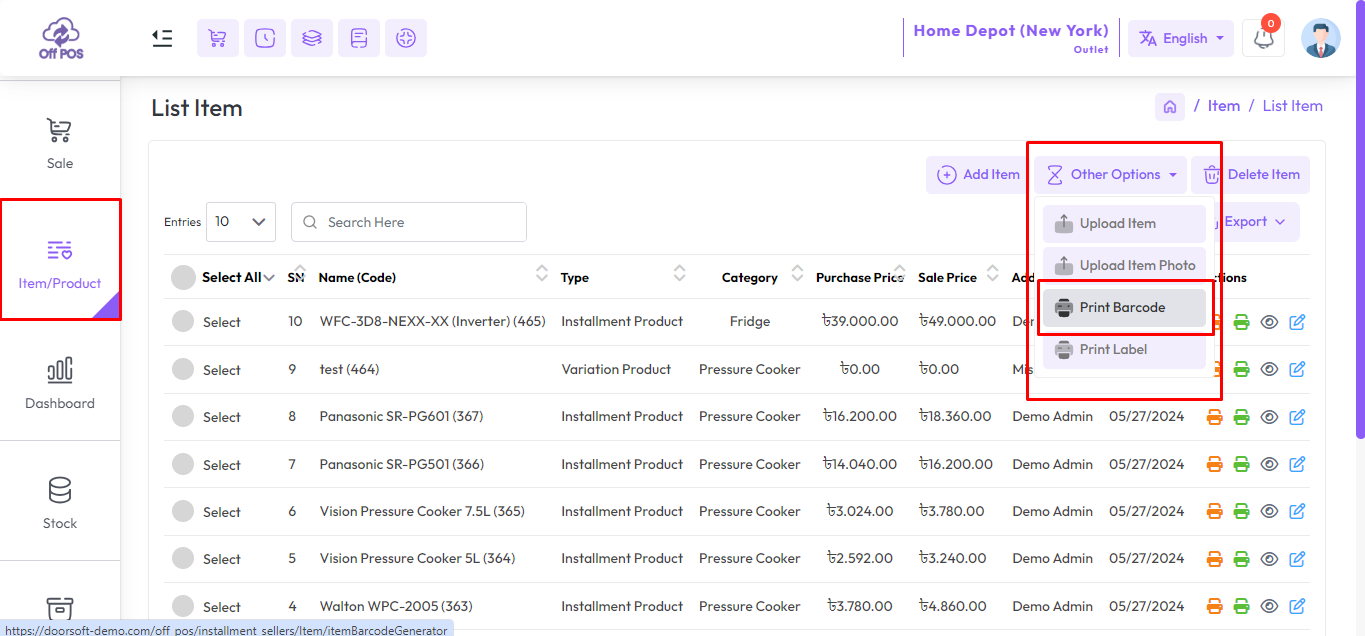 Off POS
Home Depot (New York)
Outlet
English
0
List Item
/ Item / List Item
Sale
Item/Product
Dashboard
Stock
Add Item
Other Options
Delete Item
Entries 10
Search Here
Export
Upload Item
Upload Item Photo
Print Barcode
Print Label
Select All SN Name (Code) Type Category Purchase Price Sale Price
Select 10 WFC-3D8-NEXX-XX (Inverter) (465) Installment Product Fridge ৳39,000.00 ৳49,000.00
Select 9 test (464) Variation Product Pressure Cooker ৳0.00 ৳0.00
Select 8 Panasonic SR-PG601 (367) Installment Product Pressure Cooker ৳16,200.00 ৳18,360.00 Demo Admin 05/27/2024
Select 7 Panasonic SR-PG501 (366) Installment Product Pressure Cooker ৳14,040.00 ৳16,200.00 Demo Admin 05/27/2024
Select 6 Vision Pressure Cooker 7.5L (365) Installment Product Pressure Cooker ৳3,024.00 ৳3,780.00 Demo Admin 05/27/2024
Select 5 Vision Pressure Cooker 5L (364) Installment Product Pressure Cooker ৳2,592.00 ৳3,240.00 Demo Admin 05/27/2024
Select 4 Walton WPC-2005 (363) Installment Product Pressure Cooker ৳3,780.00 ৳4,860.00 Demo Admin 05/27/2024
https://doorsoft-demo.com/off_pos/installment_sellers/Item/itemBarcodeGenerator